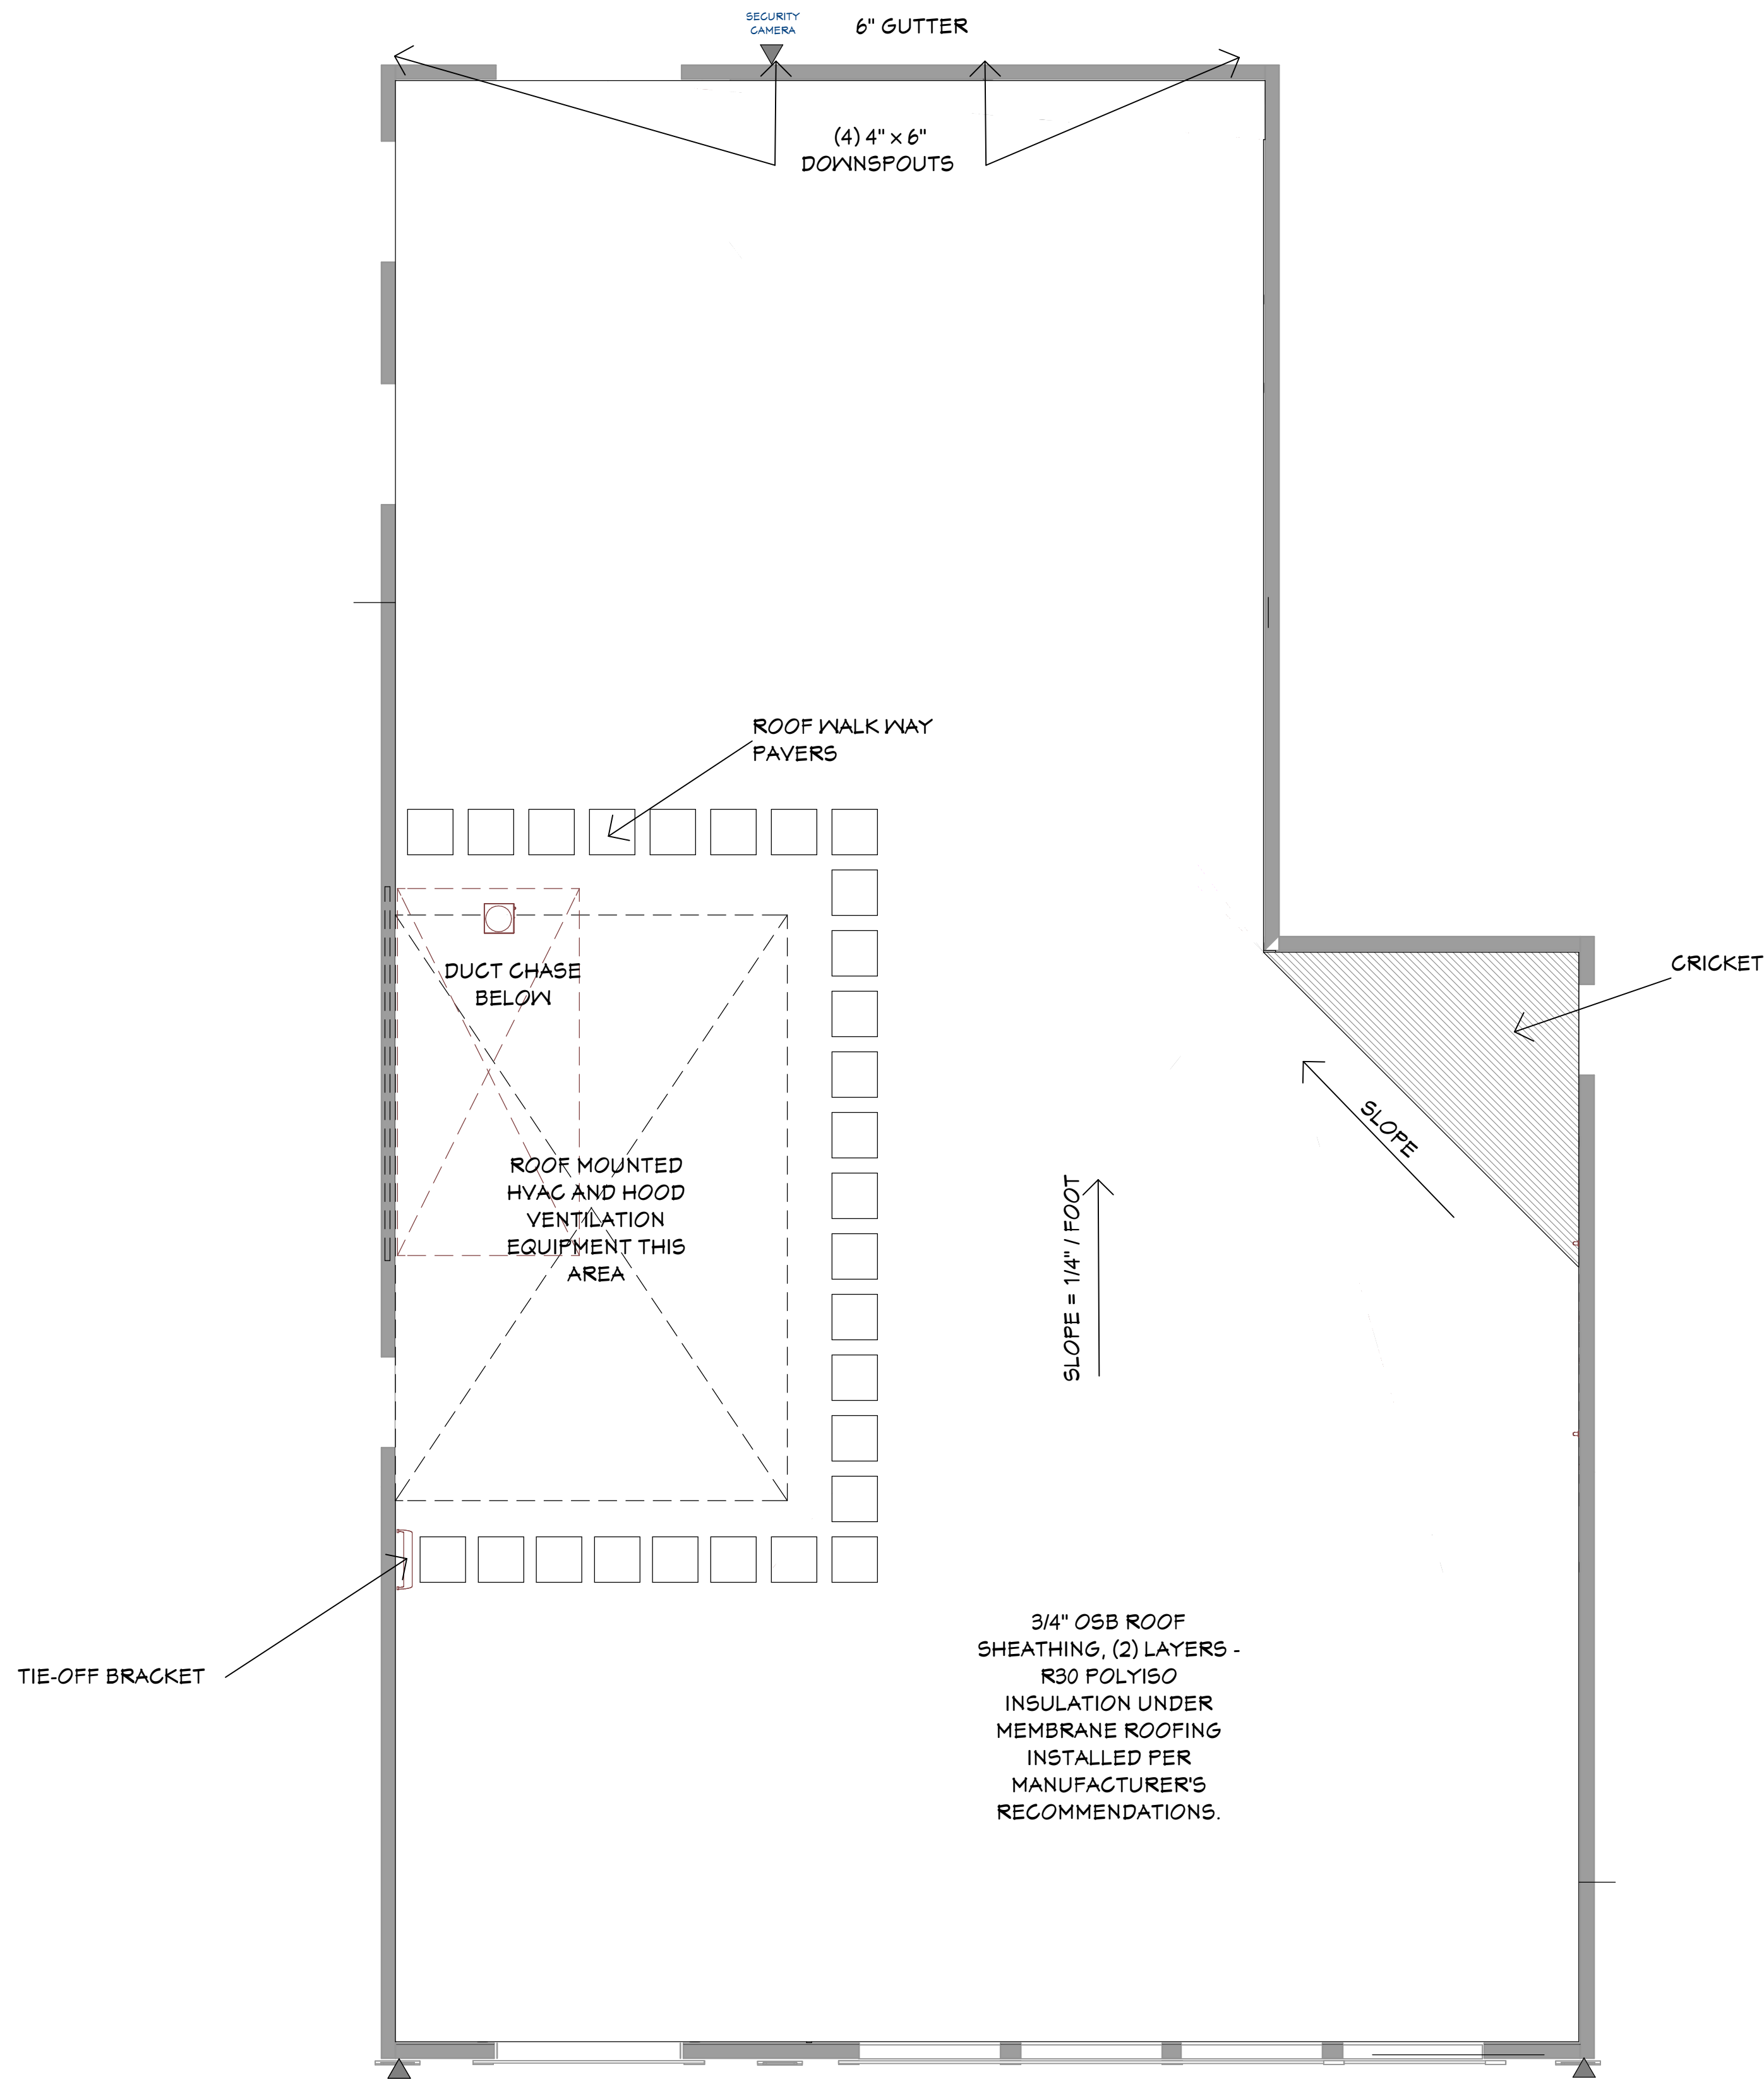 SECURITY
CAMERA
6" GUTTER
(4) 4" x 6"
DOWNSPOUTS
ROOF WALK WAY
PAVERS
DUCT CHASE
BELOW
CRICKET
SLOPE
ROOF MOUNTED
HVAC AND HOOD
VENTILATION
EQUIPMENT THIS
AREA
SLOPE = 1/4" / FOOT
TIE-OFF BRACKET
3/4" OSB ROOF
SHEATHING, (2) LAYERS -
R30 POLYISO
INSULATION UNDER
MEMBRANE ROOFING
INSTALLED PER
MANUFACTURER'S
RECOMMENDATIONS.